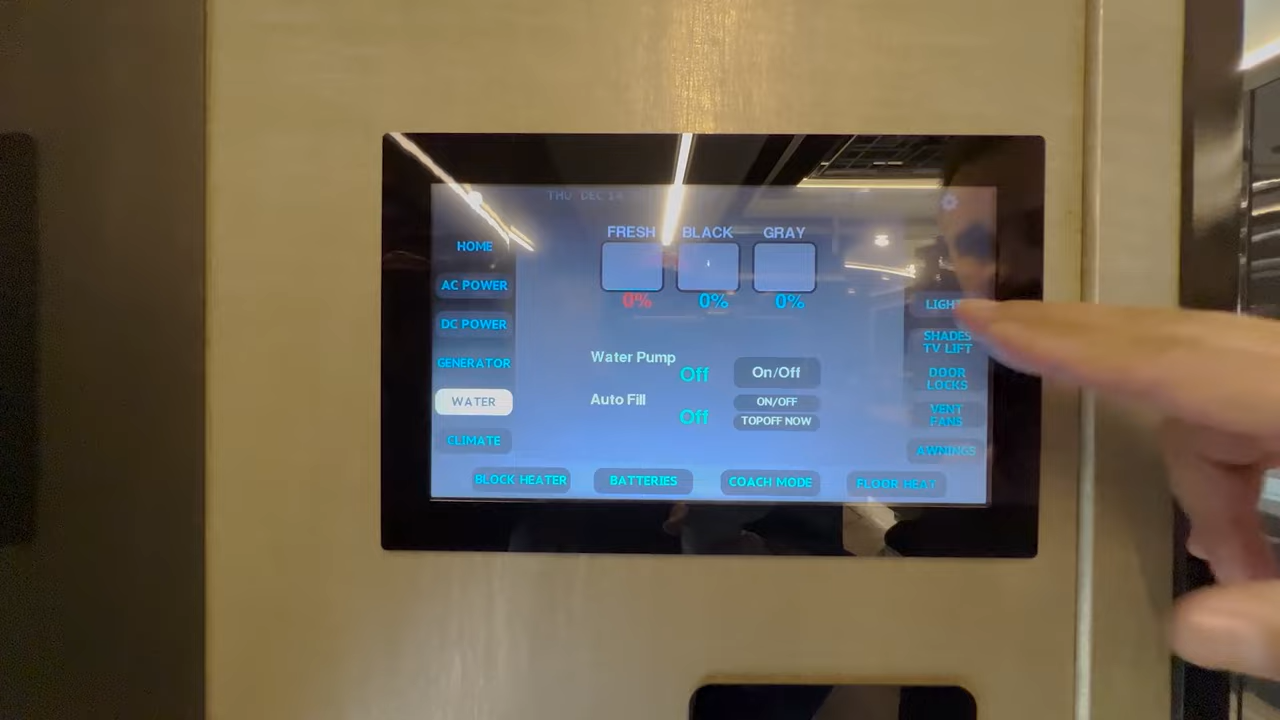 THU DEC 14
FRESH BLACK GRAY
0% 0% 0%
HOME
AC POWER
DC POWER
GENERATOR
WATER
CLIMATE
Water Pump
Off
On/Off
Auto Fill
Off
ON/OFF
TOPOFF NOW
LIGHT
SHADES
TV LIFT
DOOR
LOCKS
VENT
FANS
AWNINGS
BLOCK HEATER BATTERIES COACH MODE FLOOR HEAT